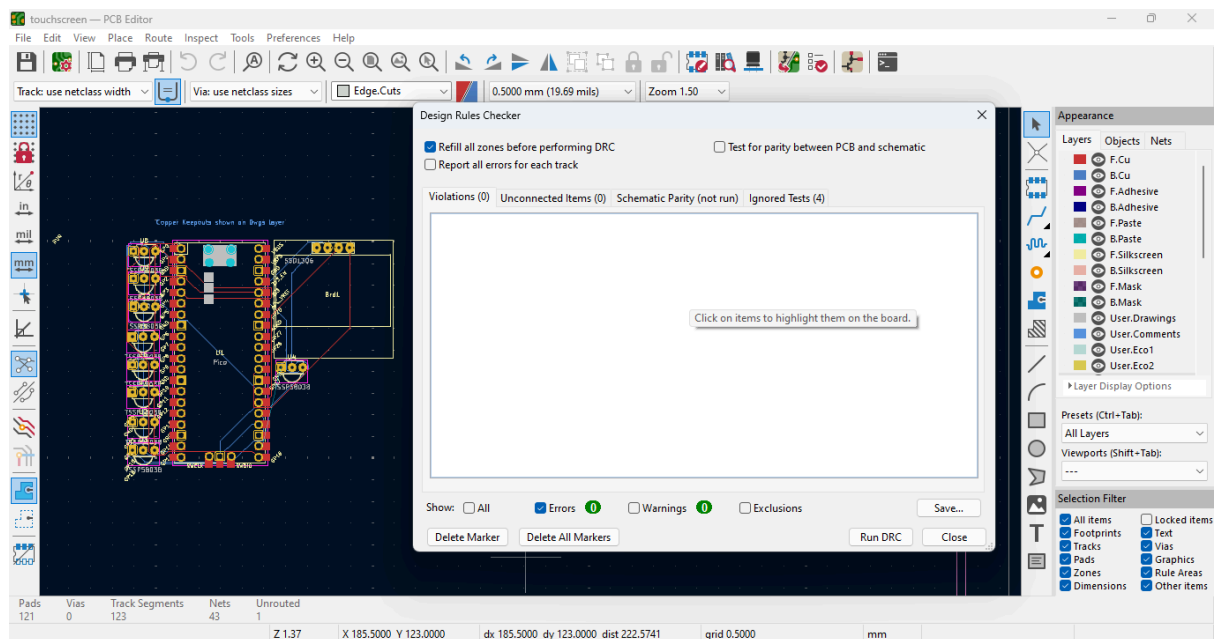 touchscreen — PCB Editor
File Edit View Place Route Inspect Tools Preferences Help
Track: use netclass width Via: use netclass sizes Edge.Cuts 0.5000 mm (19.69 mils) Zoom 1.50
Design Rules Checker
Refill all zones before performing DRC Test for parity between PCB and schematic
Report all errors for each track
Violations (0) Unconnected Items (0) Schematic Parity (not run) Ignored Tests (4)
Click on items to highlight them on the board.
Show: All Errors 0 Warnings 0 Exclusions Save...
Delete Marker Delete All Markers Run DRC Close
in
mil
mm
Copper Keepouts shown on Dwgs layer
SSD1306
Brd1
U1
Pico
Appearance
Layers Objects Nets
F.Cu
B.Cu
F.Adhesive
B.Adhesive
F.Paste
B.Paste
F.Silkscreen
B.Silkscreen
F.Mask
B.Mask
User.Drawings
User.Comments
User.Eco1
User.Eco2
Layer Display Options
Presets (Ctrl+Tab):
All Layers
Viewports (Shift+Tab):
---
Selection Filter
All items Locked items
Footprints Text
Tracks Vias
Pads Graphics
Zones Rule Areas
Dimensions Other items
Pads Vias Track Segments Nets Unrouted
121 0 123 43 1
Z 1.37 X 185.5000 Y 123.0000 dx 185.5000 dy 123.0000 dist 222.5741 grid 0.5000 mm